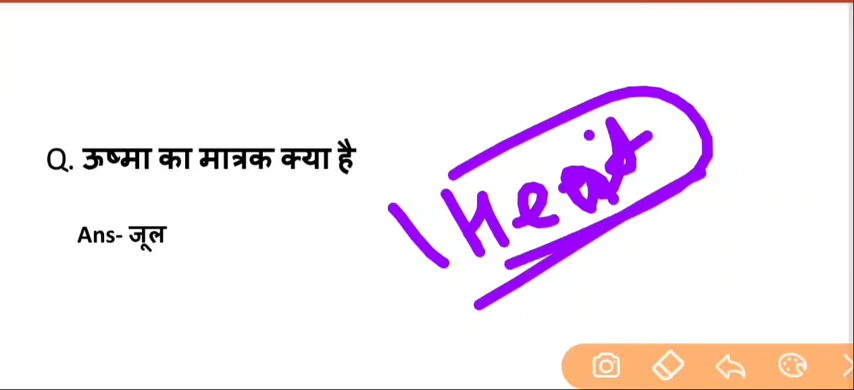 Q. ऊष्मा का मात्रक क्या है
Heat
Ans- जूल